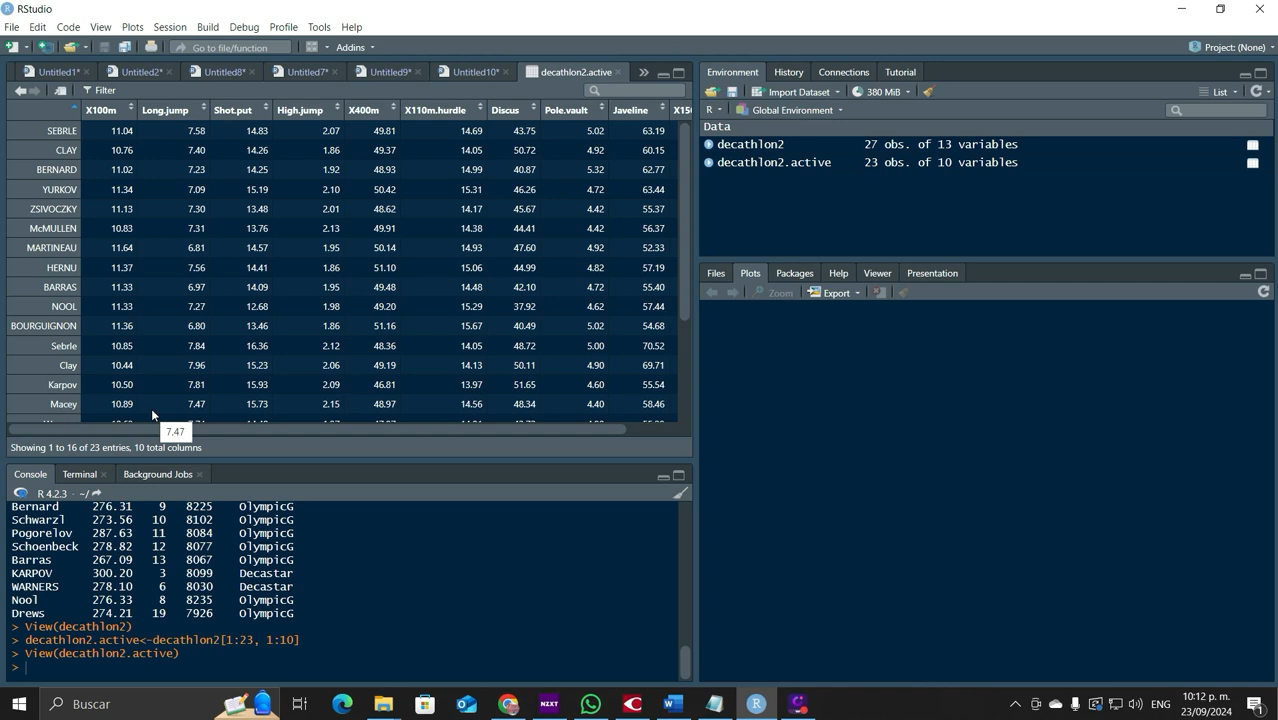 RStudio
File Edit Code View Plots Session Build Debug Profile Tools Help
Go to file/function Addins Project: (None)
Untitled1* Untitled2* Untitled8* Untitled7* Untitled9* Untitled10* decathlon2.active
Filter
X100m Long.jump Shot.put High.jump X400m X110m.hurdle Discus Pole.vault Javeline X15
SEBRLE 11.04 7.58 14.83 2.07 49.81 14.69 43.75 5.02 63.19
CLAY 10.76 7.40 14.26 1.86 49.37 14.05 50.72 4.92 60.15
BERNARD 11.02 7.23 14.25 1.92 48.93 14.99 40.87 5.32 62.77
YURKOV 11.34 7.09 15.19 2.10 50.42 15.31 46.26 4.72 63.44
ZSIVOCZKY 11.13 7.30 13.48 2.01 48.62 14.17 45.67 4.42 55.37
McMULLEN 10.83 7.31 13.76 2.13 49.91 14.38 44.41 4.42 56.37
MARTINEAU 11.64 6.81 14.57 1.95 50.14 14.93 47.60 4.92 52.33
HERNU 11.37 7.56 14.41 1.86 51.10 15.06 44.99 4.82 57.19
BARRAS 11.33 6.97 14.09 1.95 49.48 14.48 42.10 4.72 55.40
NOOL 11.33 7.27 12.68 1.98 49.20 15.29 37.92 4.62 57.44
BOURGUIGNON 11.36 6.80 13.46 1.86 51.16 15.67 40.49 5.02 54.68
Sebrle 10.85 7.84 16.36 2.12 48.36 14.05 48.72 5.00 70.52
Clay 10.44 7.96 15.23 2.06 49.19 14.13 50.11 4.90 69.71
Karpov 10.50 7.81 15.93 2.09 46.81 13.97 51.65 4.60 55.54
Macey 10.89 7.47 15.73 2.15 48.97 14.56 48.34 4.40 58.46
7.47
Showing 1 to 16 of 23 entries, 10 total columns
Console Terminal Background Jobs
R 4.2.3 · ~/
Bernard 276.31 9 8225 OlympicG
Schwarzl 273.56 10 8102 OlympicG
Pogorelov 287.63 11 8084 OlympicG
Schoenbeck 278.82 12 8077 OlympicG
Barras 267.09 13 8067 OlympicG
KARPOV 300.20 3 8099 Decastar
WARNERS 278.10 6 8030 Decastar
Nool 276.33 8 8235 OlympicG
Drews 274.21 19 7926 OlympicG
> View(decathlon2)
> decathlon2.active<-decathlon2[1:23, 1:10]
> View(decathlon2.active)
>
Environment History Connections Tutorial
Import Dataset 380 MiB List
R Global Environment
Data
decathlon2 27 obs. of 13 variables
decathlon2.active 23 obs. of 10 variables
Files Plots Packages Help Viewer Presentation
Zoom Export
Buscar
NZXT
ENG
10:12 p. m.
23/09/2024